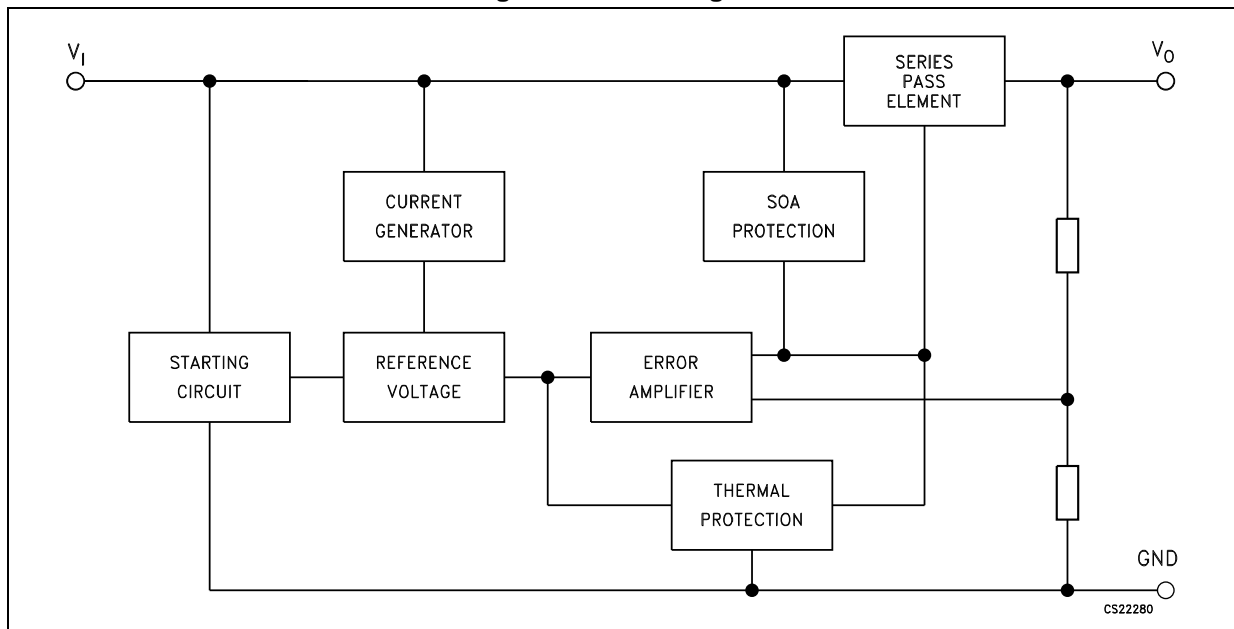 V_I
V_O
SERIES
PASS
ELEMENT
CURRENT
GENERATOR
SOA
PROTECTION
STARTING
CIRCUIT
REFERENCE
VOLTAGE
ERROR
AMPLIFIER
THERMAL
PROTECTION
GND
CS22280